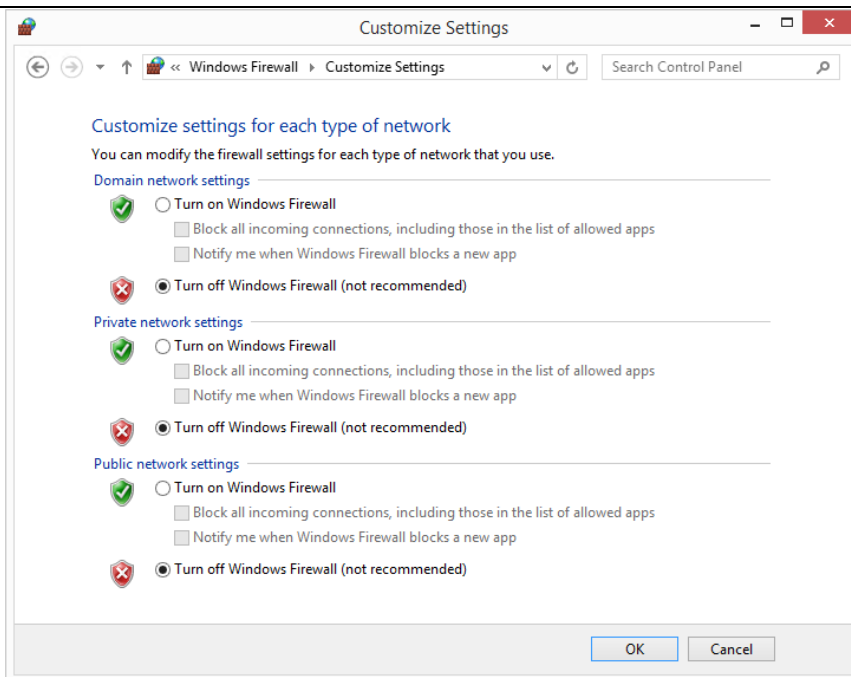 Customize Settings
« Windows Firewall ▸ Customize Settings
Search Control Panel
Customize settings for each type of network
You can modify the firewall settings for each type of network that you use.
Domain network settings
Turn on Windows Firewall
Block all incoming connections, including those in the list of allowed apps
Notify me when Windows Firewall blocks a new app
Turn off Windows Firewall (not recommended)
Private network settings
Turn on Windows Firewall
Block all incoming connections, including those in the list of allowed apps
Notify me when Windows Firewall blocks a new app
Turn off Windows Firewall (not recommended)
Public network settings
Turn on Windows Firewall
Block all incoming connections, including those in the list of allowed apps
Notify me when Windows Firewall blocks a new app
Turn off Windows Firewall (not recommended)
OK Cancel